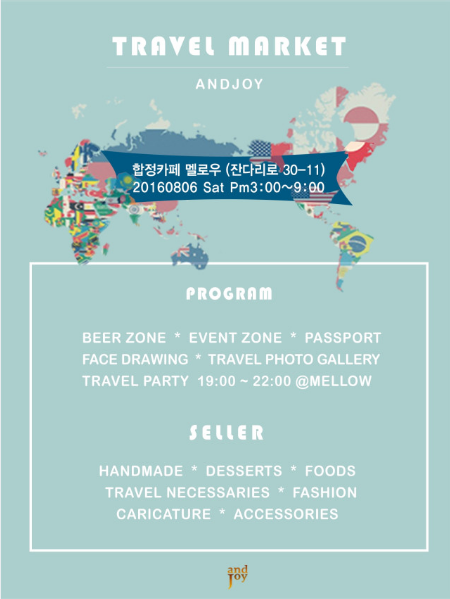 TRAVEL MARKET
ANDJOY
합정카페 멜로우 (잔다리로 30-11)
20160806 Sat Pm3:00~9:00
PROGRAM
BEER ZONE * EVENT ZONE * PASSPORT
FACE DRAWING * TRAVEL PHOTO GALLERY
TRAVEL PARTY 19:00 ~ 22:00 @MELLOW
SELLER
HANDMADE * DESSERTS * FOODS
TRAVEL NECESSARIES * FASHION
CARICATURE * ACCESSORIES
and
Joy